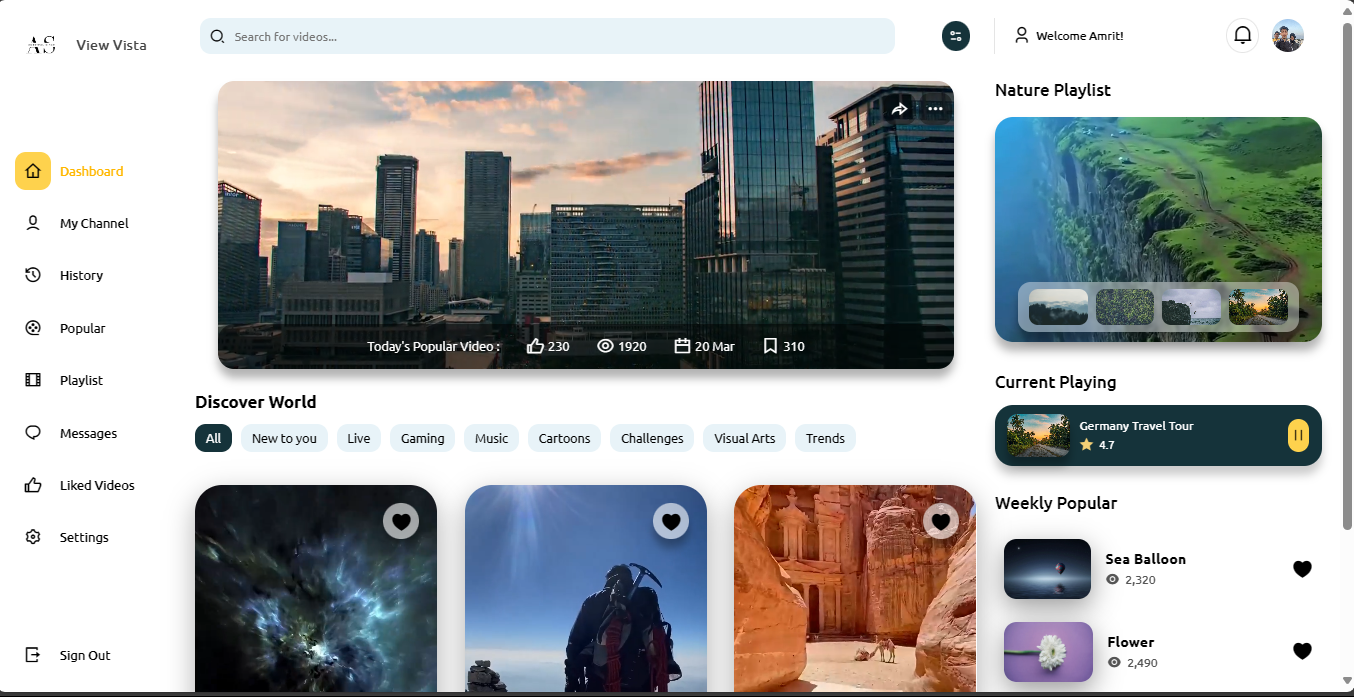 AS
View Vista
Search for videos...
Welcome Amrit!
Dashboard
My Channel
History
Popular
Playlist
Messages
Liked Videos
Settings
Sign Out
Today's Popular Video :
230
1920
20 Mar
310
Discover World
All
New to you
Live
Gaming
Music
Cartoons
Challenges
Visual Arts
Trends
Nature Playlist
Current Playing
Germany Travel Tour
4.7
Weekly Popular
Sea Balloon
2,320
Flower
2,490